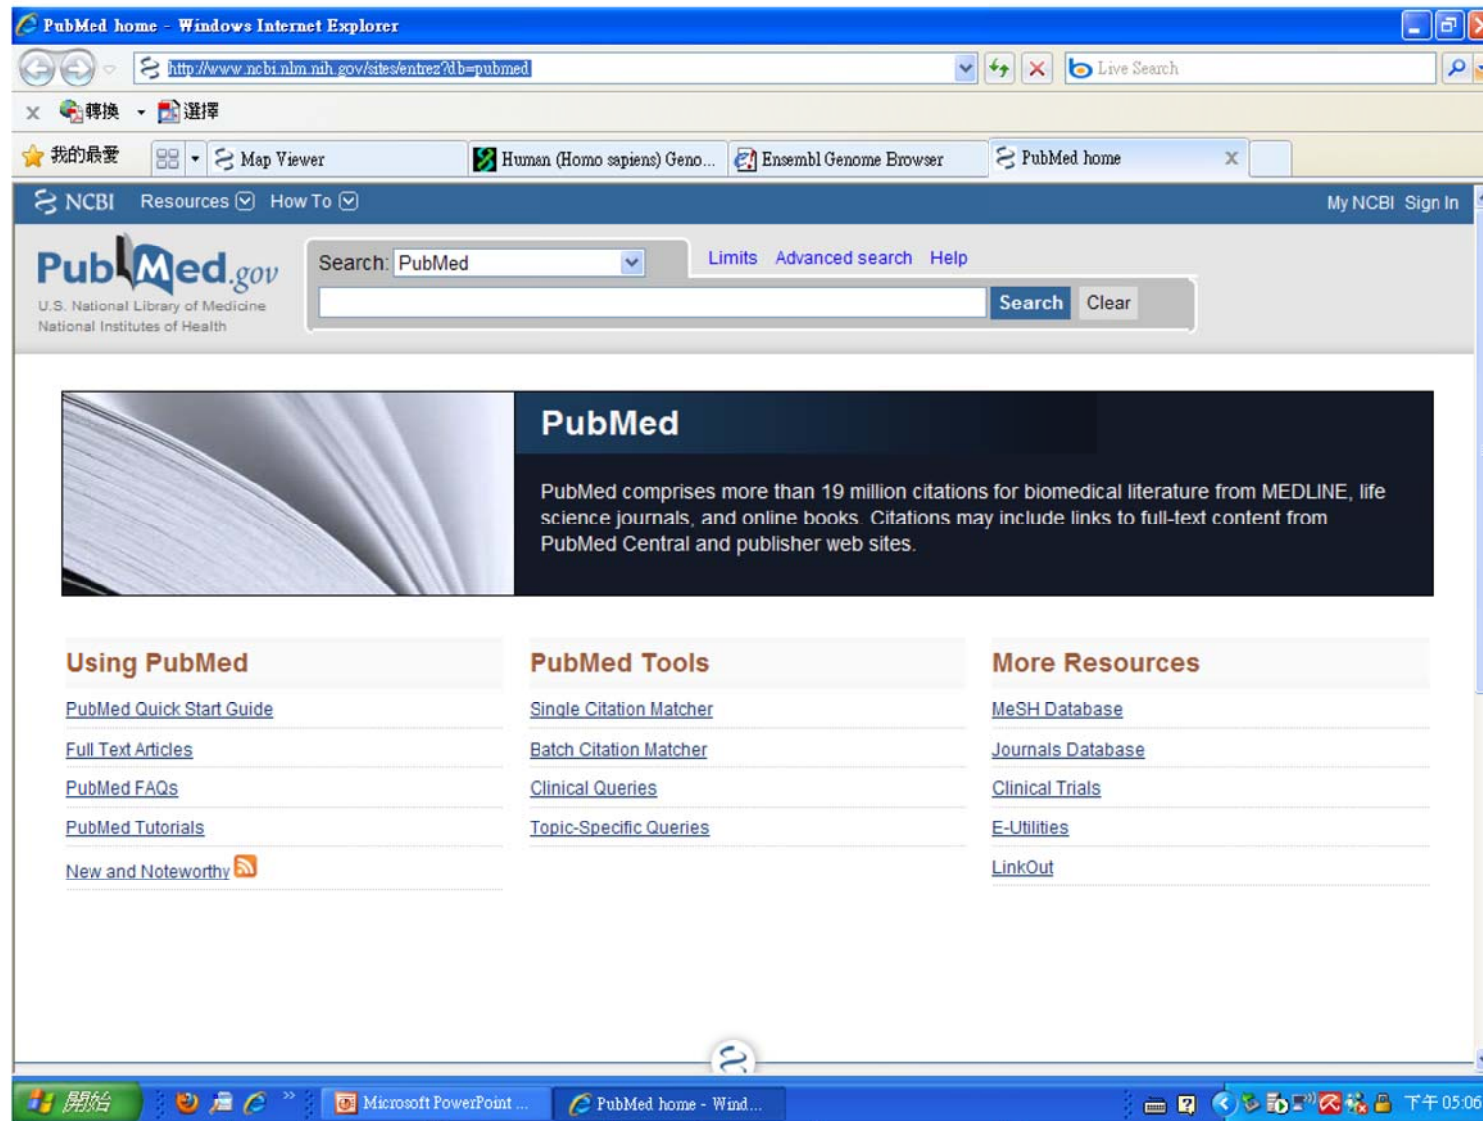 PubMed home - Windows Internet Explorer
http://www.ncbi.nlm.nih.gov/sites/entrez?db=pubmed
Live Search
x 轉換 選擇
我的最愛 Map Viewer Human (Homo sapiens) Geno... Ensembl Genome Browser PubMed home X
NCBI Resources How To My NCBI Sign In
PubMed.gov
U.S. National Library of Medicine
National Institutes of Health
Search: PubMed
Limits Advanced search Help
Search Clear
PubMed
PubMed comprises more than 19 million citations for biomedical literature from MEDLINE, life
science journals, and online books. Citations may include links to full-text content from
PubMed Central and publisher web sites.
Using PubMed
PubMed Quick Start Guide
Full Text Articles
PubMed FAQs
PubMed Tutorials
New and Noteworthy
PubMed Tools
Single Citation Matcher
Batch Citation Matcher
Clinical Queries
Topic-Specific Queries
More Resources
MeSH Database
Journals Database
Clinical Trials
E-Utilities
LinkOut
開始 Microsoft PowerPoint ... PubMed home - Wind... 下午 05:06